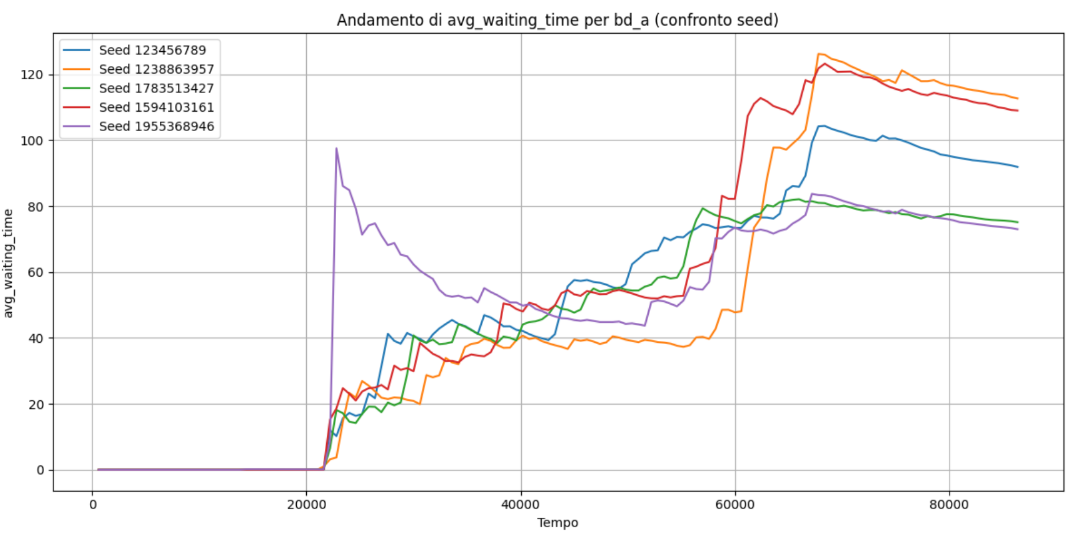 Andamento di avg_waiting_time per bd_a (confronto seed)
Seed 123456789
Seed 1238863957
Seed 1783513427
Seed 1594103161
Seed 1955368946
avg_waiting_time
120
100
80
60
40
20
0
0 20000 40000 60000 80000
Tempo